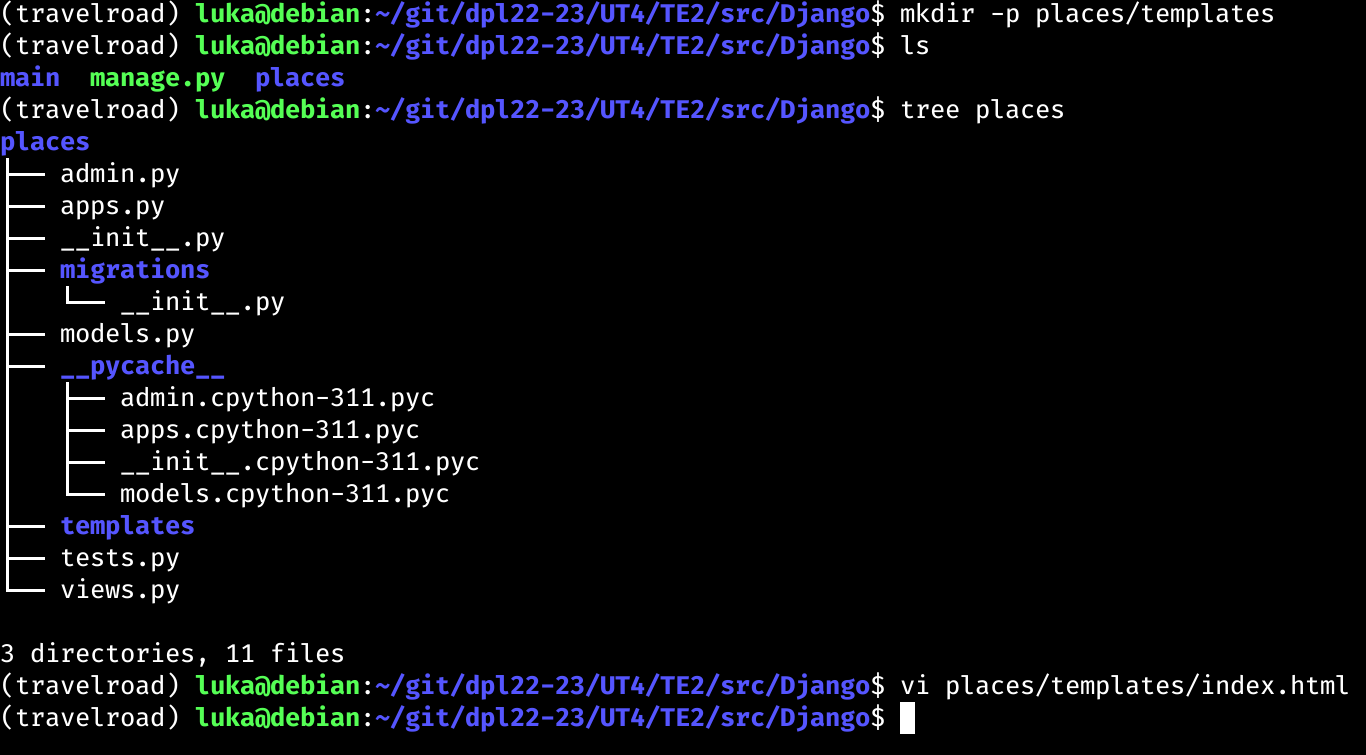 (travelroad) luka@debian:~/git/dpl22-23/UT4/TE2/src/Django$ mkdir -p places/templates
(travelroad) luka@debian:~/git/dpl22-23/UT4/TE2/src/Django$ ls
main  manage.py  places
(travelroad) luka@debian:~/git/dpl22-23/UT4/TE2/src/Django$ tree places
places
├── admin.py
├── apps.py
├── __init__.py
├── migrations
│   └── __init__.py
├── models.py
├── __pycache__
│   ├── admin.cpython-311.pyc
│   ├── apps.cpython-311.pyc
│   ├── __init__.cpython-311.pyc
│   └── models.cpython-311.pyc
├── templates
├── tests.py
└── views.py

3 directories, 11 files
(travelroad) luka@debian:~/git/dpl22-23/UT4/TE2/src/Django$ vi places/templates/index.html
(travelroad) luka@debian:~/git/dpl22-23/UT4/TE2/src/Django$